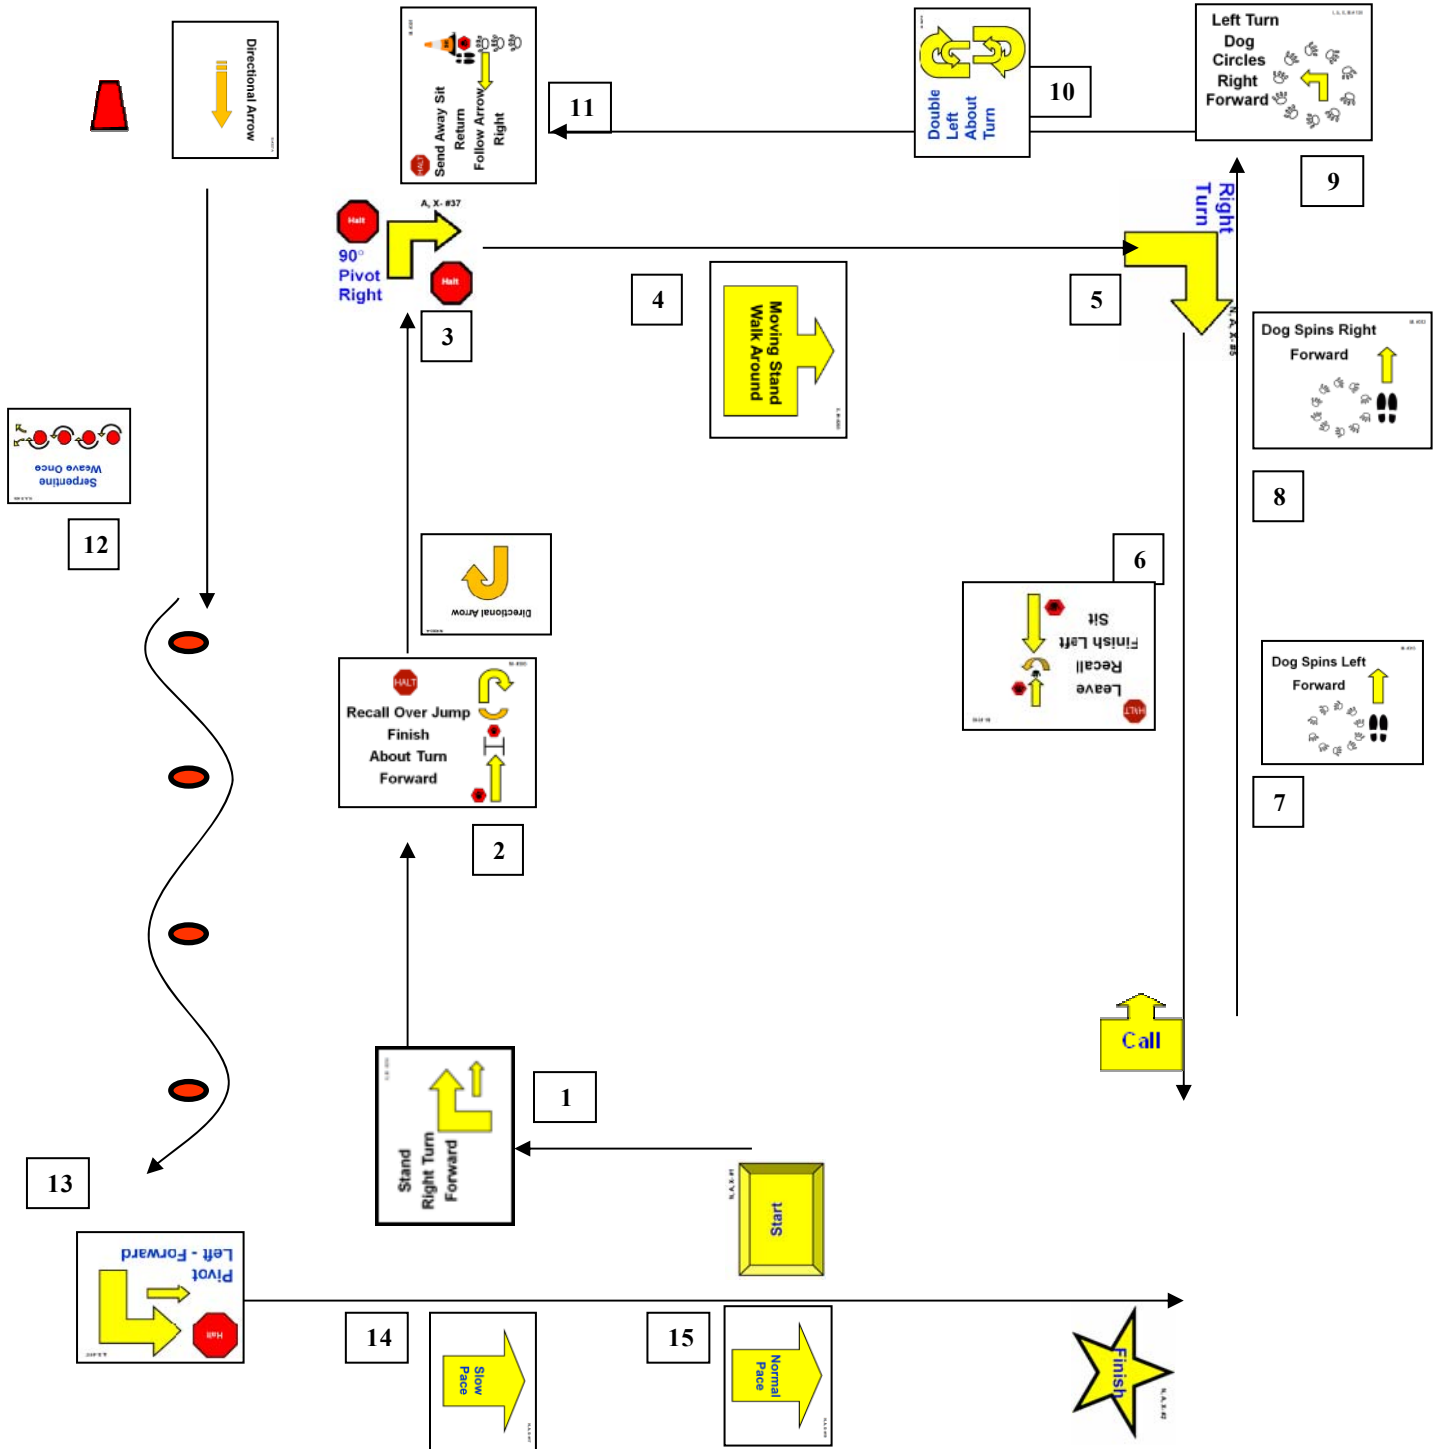 Directional Arrow
HALT
Send Away Sit
Return
Follow Arrow
Right
11
Double
Left
About
Turn
10
Left Turn
Dog
Circles
Right
Forward
9
Halt
A, X- #37
90°
Pivot
Right
Halt
3
4
Moving Stand
Walk Around
5
Right
Turn
N, A, X- #5
Dog Spins Right
Forward
8
Serpentine
Weave Once
12
Directional Arrow
6
HALT
Leave
Recall
Finish Left
Sit
Dog Spins Left
Forward
7
HALT
Recall Over Jump
Finish
About Turn
Forward
2
Call
Stand
Right Turn
Forward
1
N, A, X- #1
Start
13
Halt
Pivot
Left - Forward
14
Slow
Pace
15
Normal
Pace
Finish
N, A, X- #2